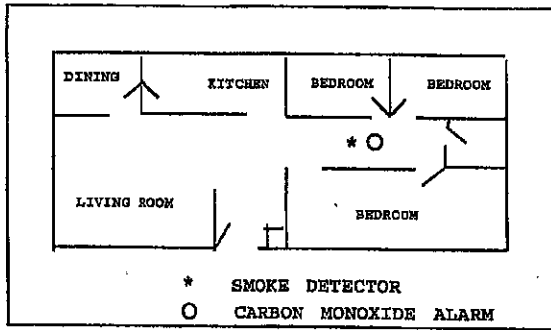 DINING KITCHEN BEDROOM BEDROOM
* O
LIVING ROOM
BEDROOM
* SMOKE DETECTOR
O CARBON MONOXIDE ALARM